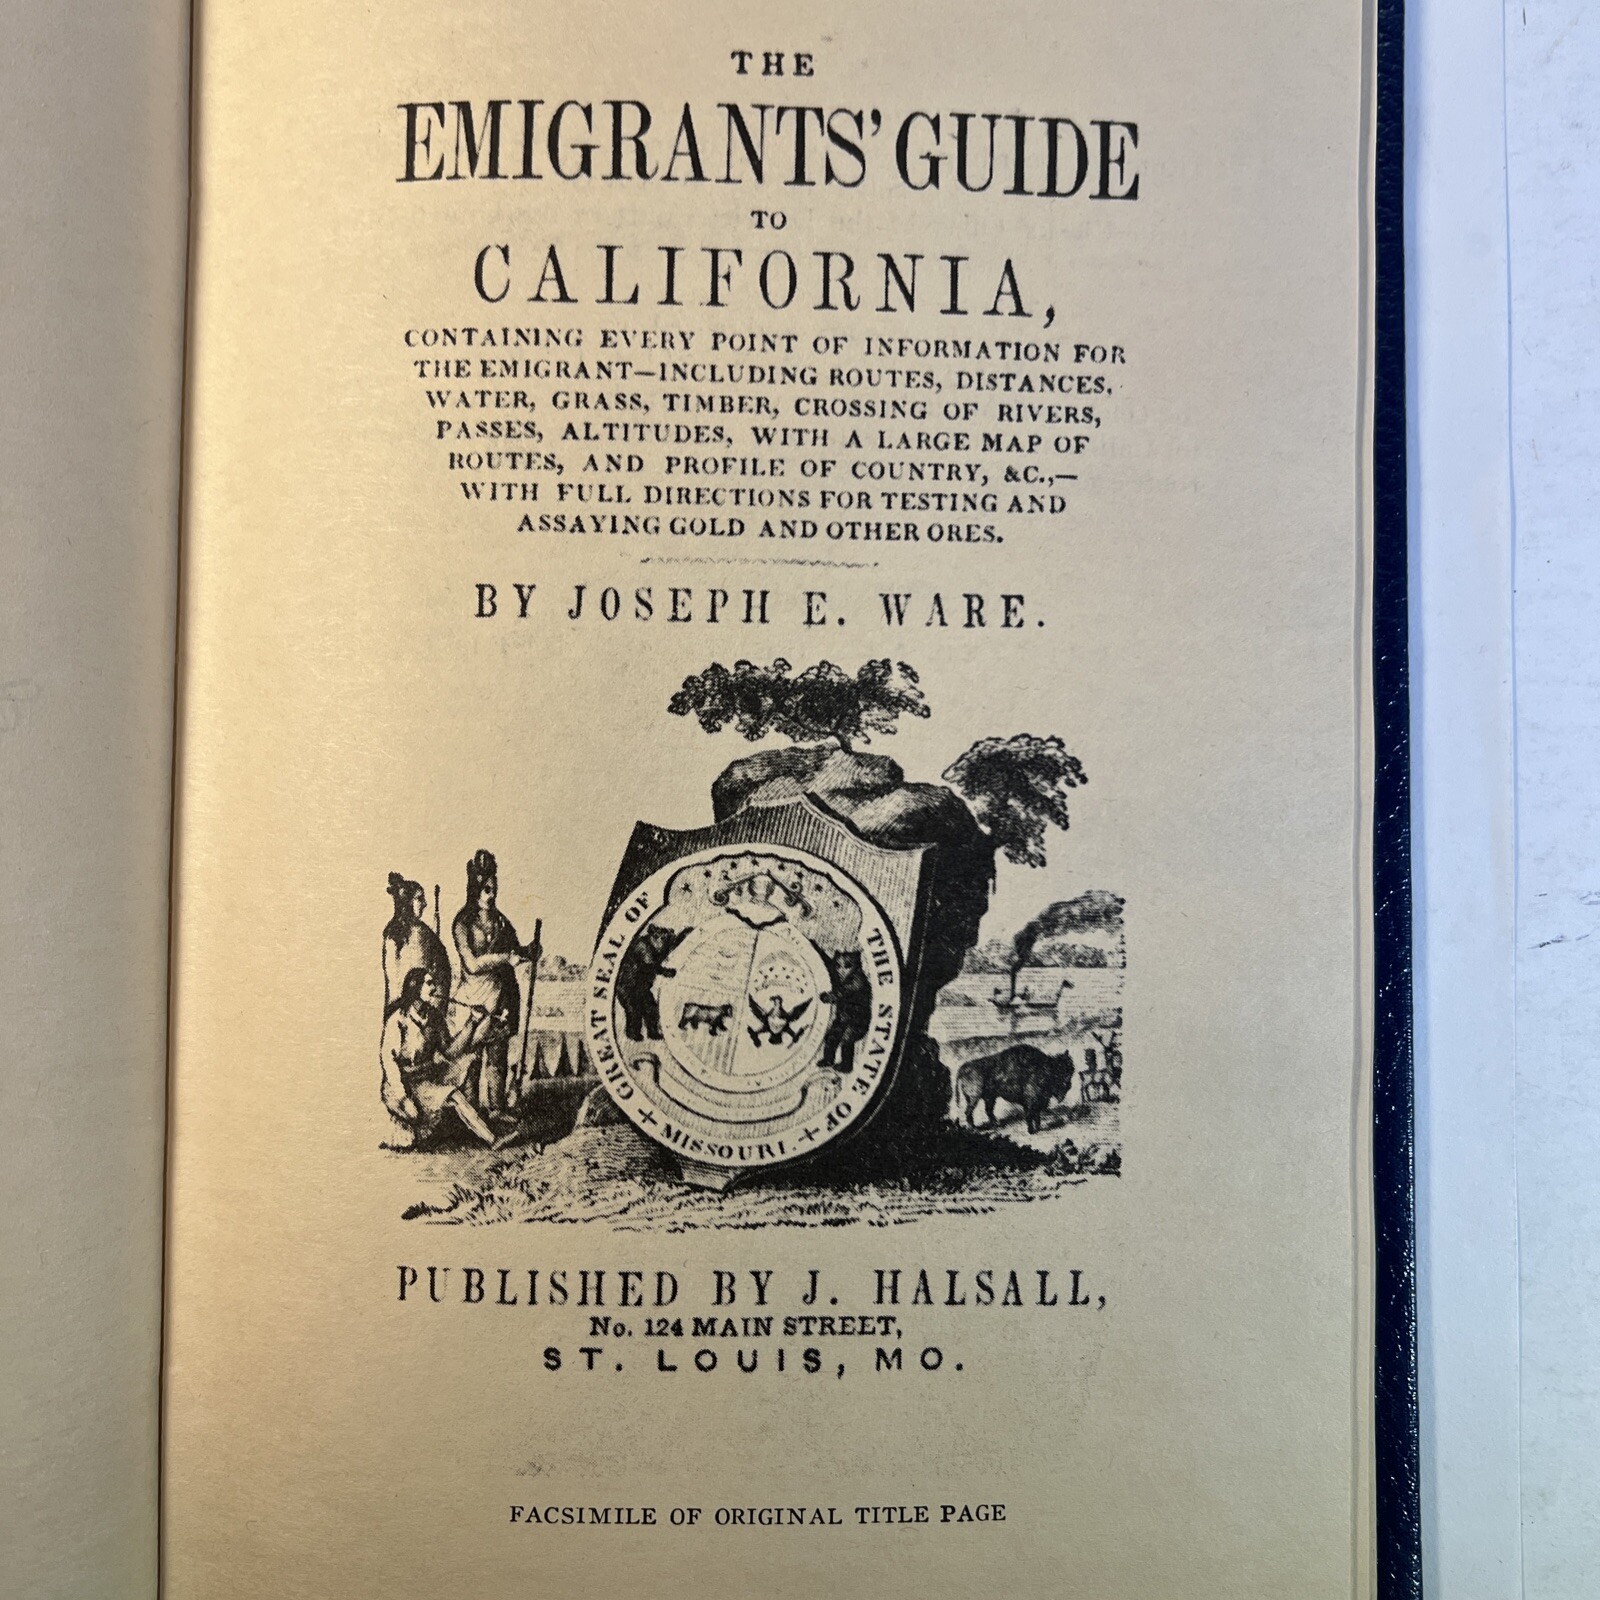 THE
EMIGRANTS' GUIDE
TO
CALIFORNIA,
CONTAINING EVERY POINT OF INFORMATION FOR
THE EMIGRANT—INCLUDING ROUTES, DISTANCES,
WATER, GRASS, TIMBER, CROSSING OF RIVERS,
PASSES, ALTITUDES, WITH A LARGE MAP OF
ROUTES, AND PROFILE OF COUNTRY, &C.,—
WITH FULL DIRECTIONS FOR TESTING AND
ASSAYING GOLD AND OTHER ORES.
BY JOSEPH E. WARE.
GREAT SEAL OF THE STATE OF MISSOURI.
PUBLISHED BY J. HALSALL,
No. 124 MAIN STREET,
ST. LOUIS, MO.
FACSIMILE OF ORIGINAL TITLE PAGE